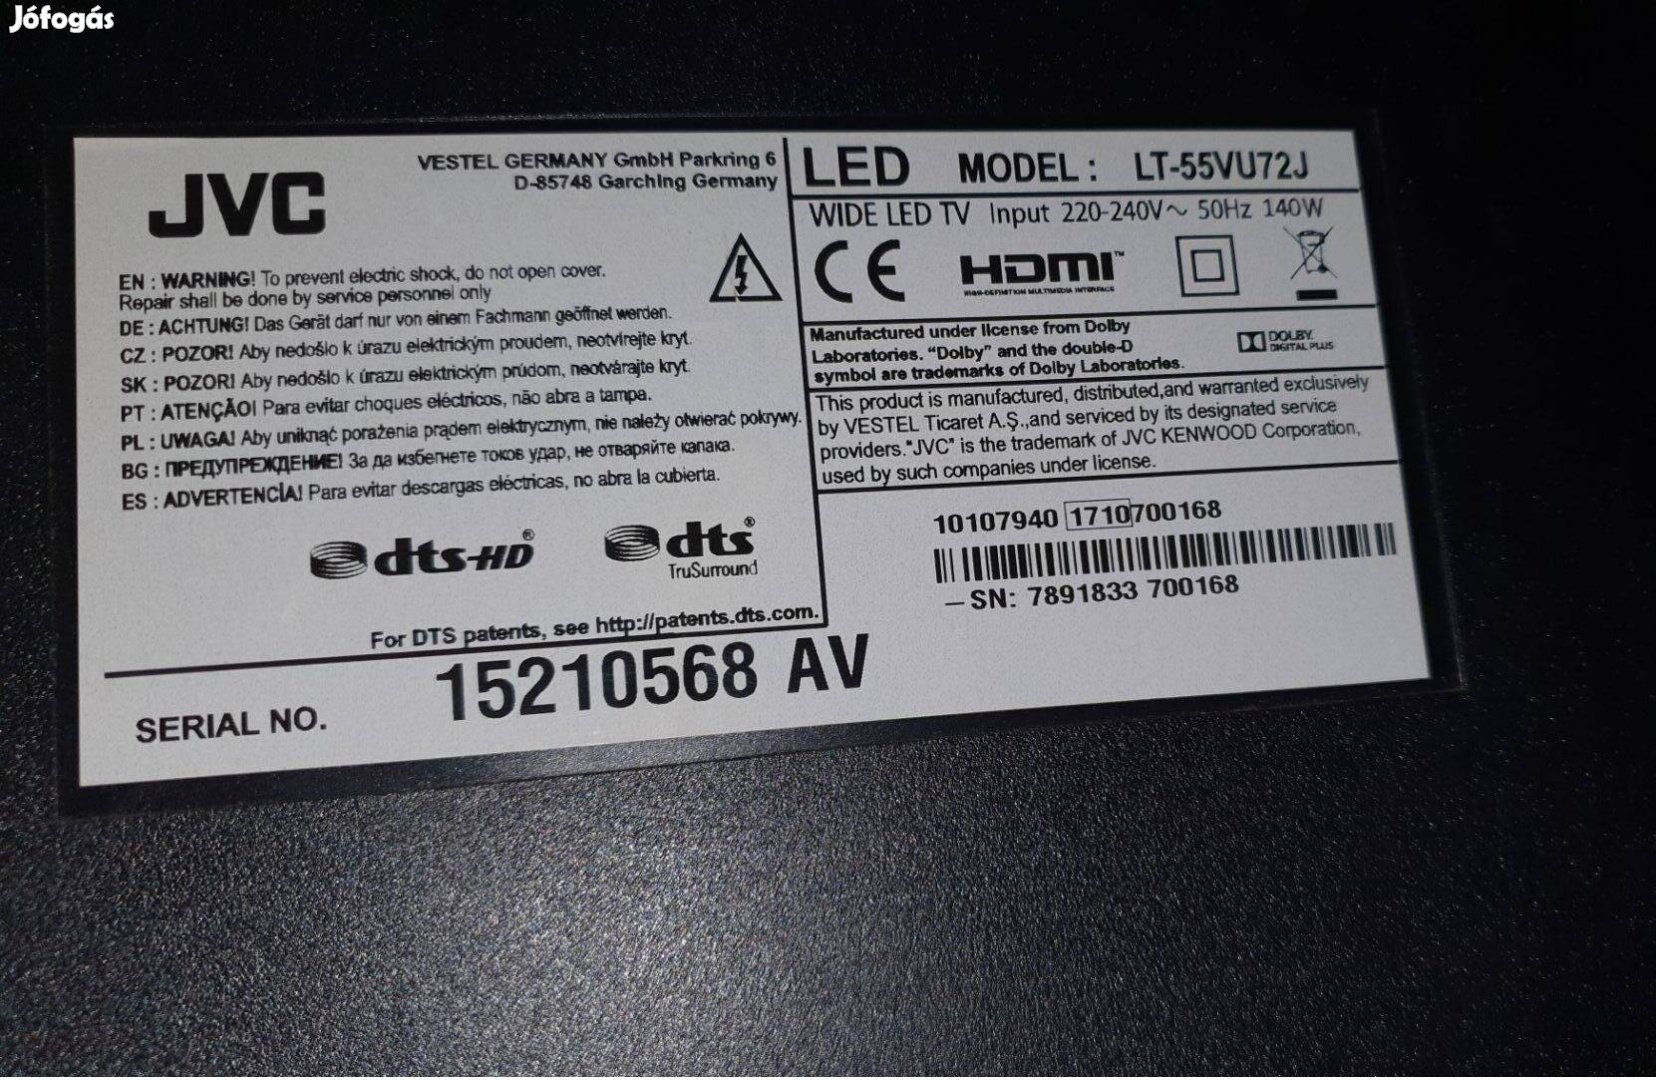 Jófogás
JVC
VESTEL GERMANY GmbH Parkring 6
D-85748 Garching Germany
EN : WARNING! To prevent electric shock, do not open cover.
Repair shall be done by service personnel only
DE : ACHTUNG! Das Gerät darf nur von einem Fachmann geöffnet werden.
CZ : POZOR! Aby nedošlo k úrazu elektrickým proudem, neotvírejte kryt.
SK : POZOR! Aby nedošlo k úrazu elektrickým prúdom, neotvárajte kryt.
PT : ATENÇÃO! Para evitar choques eléctricos, não abra a tampa.
PL : UWAGA! Aby uniknąć porażenia prądem elektrycznym, nie należy otwierać pokrywy.
BG : ПРЕДУПРЕЖДЕНИЕ! За да избегнете токов удар, не отваряйте капака.
ES : ADVERTENCİA! Para evitar descargas eléctricas, no abra la cubierta.
dts-HD®
dts®
TruSurround
For DTS patents, see http://patents.dts.com.
SERIAL NO. 15210568 AV
LED MODEL : LT-55VU72J
WIDE LED TV Input 220-240V~ 50Hz 140W
CE HDMI™
HIGH-DEFINITION MULTIMEDIA INTERFACE
Manufactured under license from Dolby
Laboratories. “Dolby” and the double-D
symbol are trademarks of Dolby Laboratories.
DOLBY
DIGITAL PLUS
This product is manufactured, distributed,and warranted exclusively
by VESTEL Ticaret A.Ş.,and serviced by its designated service
providers."JVC" is the trademark of JVC KENWOOD Corporation,
used by such companies under license.
10107940 1710700168
–SN: 7891833 700168